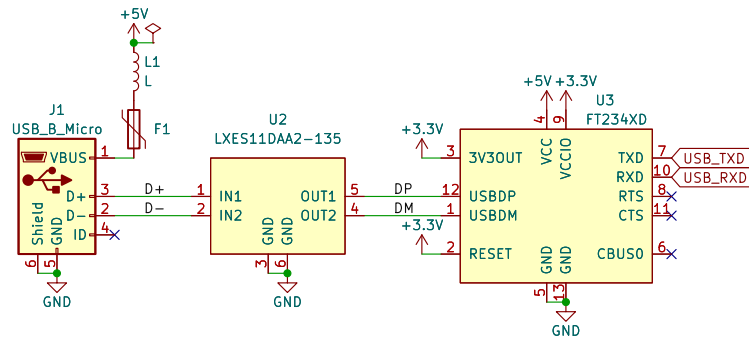 +5V
L1
L
F1
J1
USB_B_Micro
VBUS 1
D+ 3 D+
D- 2 D-
ID 4
Shield
GND
6 5
GND
U2
LXES11DAA2-135
1 IN1 OUT1 5 DP
2 IN2 OUT2 4 DM
GND GND
3 6
GND
+5V +3.3V
U3
FT234XD
4 9
VCC VCCIO
+3.3V
3 3V3OUT TXD 7 USB_TXD
RXD 10 USB_RXD
12 USBDP RTS 8
1 USBDM CTS 11
+3.3V
2 RESET CBUS0 6
GND GND
5 13
GND